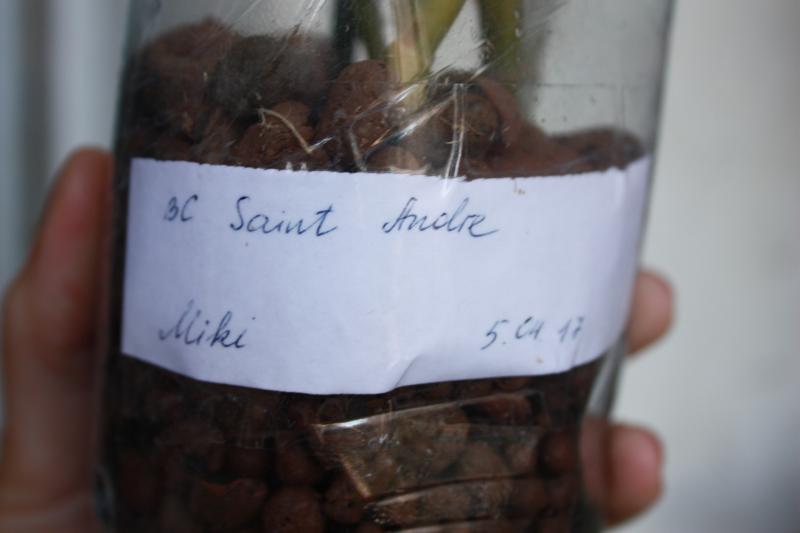 BC Saint Andre
Miki 5.04.17